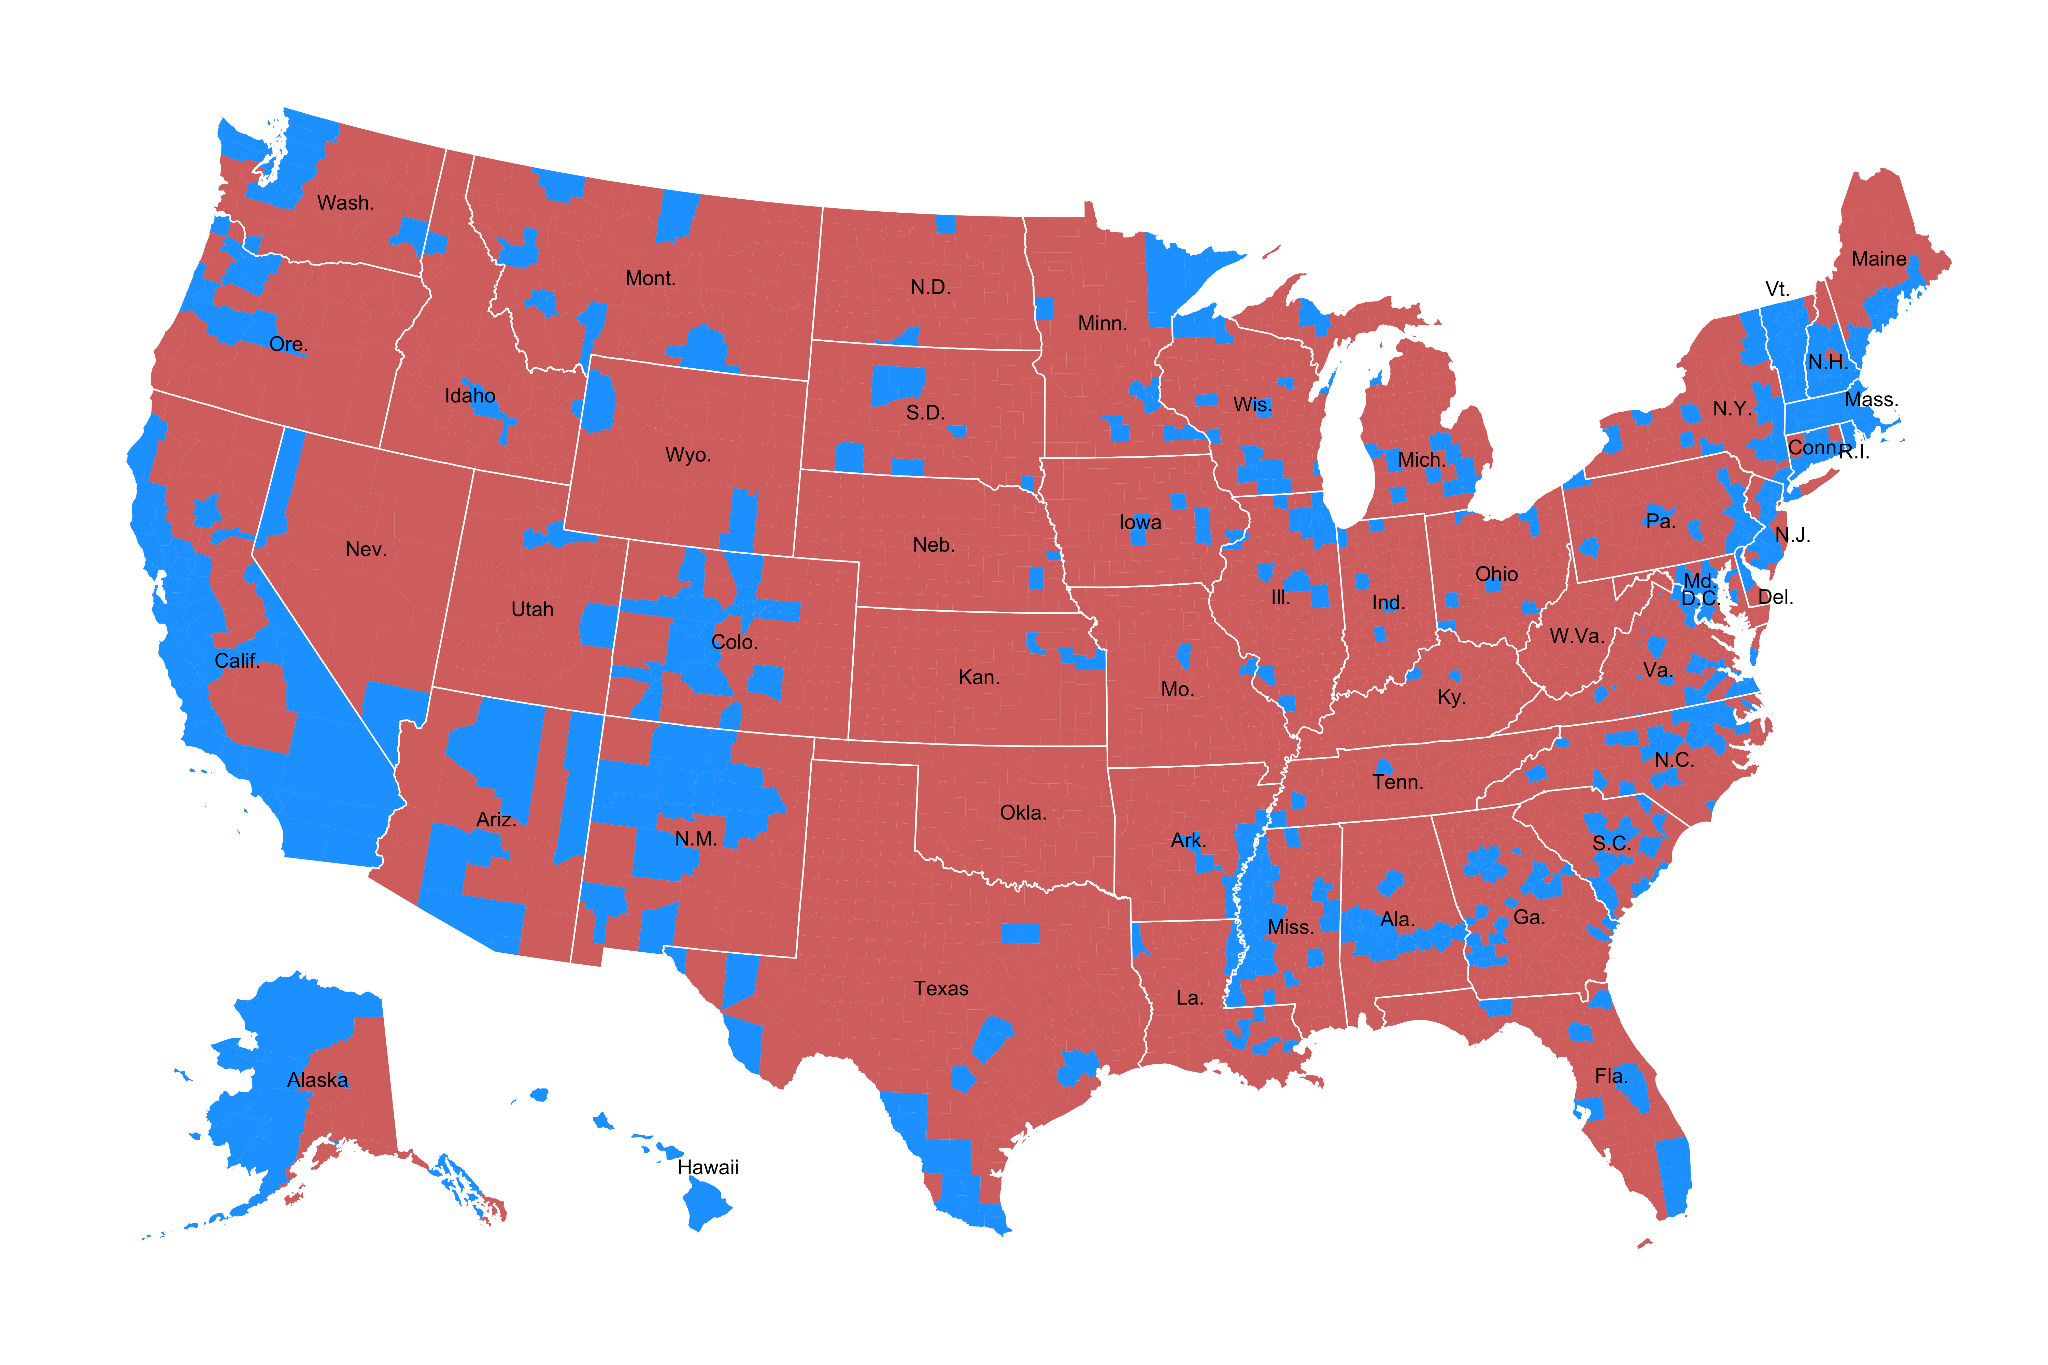 Wash.
Mont.
N.D.
Minn.
Maine
Vt.
Ore.
Idaho
S.D.
Wis.
N.H.
N.Y.
Mass.
Wyo.
Mich.
Conn.
R.I.
Nev.
Neb.
Iowa
Pa.
N.J.
Utah
Ill.
Ind.
Ohio
Md.
D.C.
Del.
Calif.
Colo.
Kan.
Mo.
Ky.
W.Va.
Va.
Ariz.
N.M.
Okla.
Ark.
Tenn.
N.C.
S.C.
Texas
La.
Miss.
Ala.
Ga.
Alaska
Fla.
Hawaii